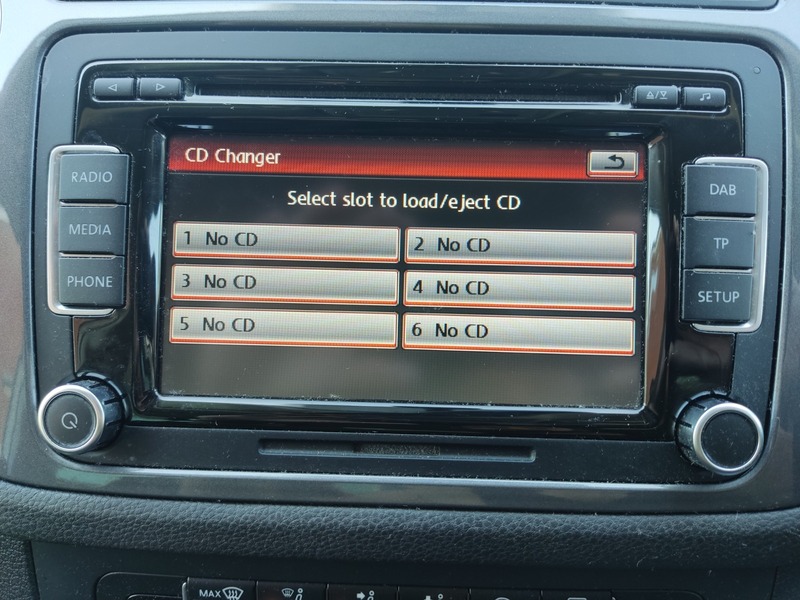 CD Changer
Select slot to load/eject CD
1 No CD
2 No CD
3 No CD
4 No CD
5 No CD
6 No CD
RADIO
MEDIA
PHONE
DAB
TP
SETUP
MAX